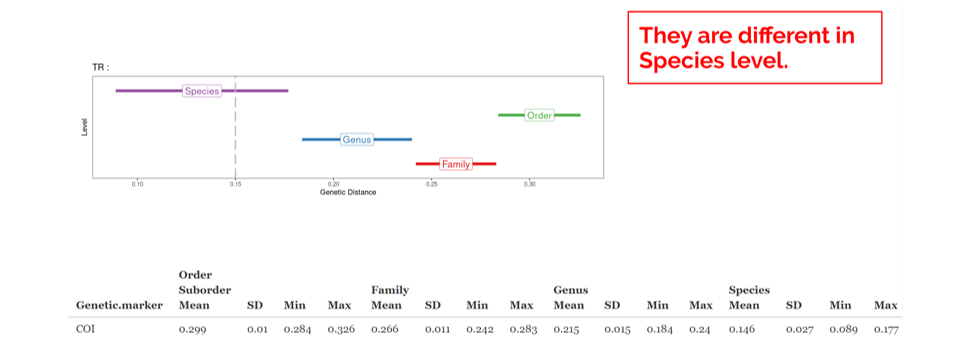 They are different in
Species level.
TR :
Species
Order
Genus
Family
Level
0.10 0.15 0.20 0.25 0.30
Genetic Distance
Order
Suborder Family Genus Species
Genetic.marker Mean SD Min Max Mean SD Min Max Mean SD Min Max Mean SD Min Max
COI 0.299 0.01 0.284 0.326 0.266 0.011 0.242 0.283 0.215 0.015 0.184 0.24 0.146 0.027 0.089 0.177